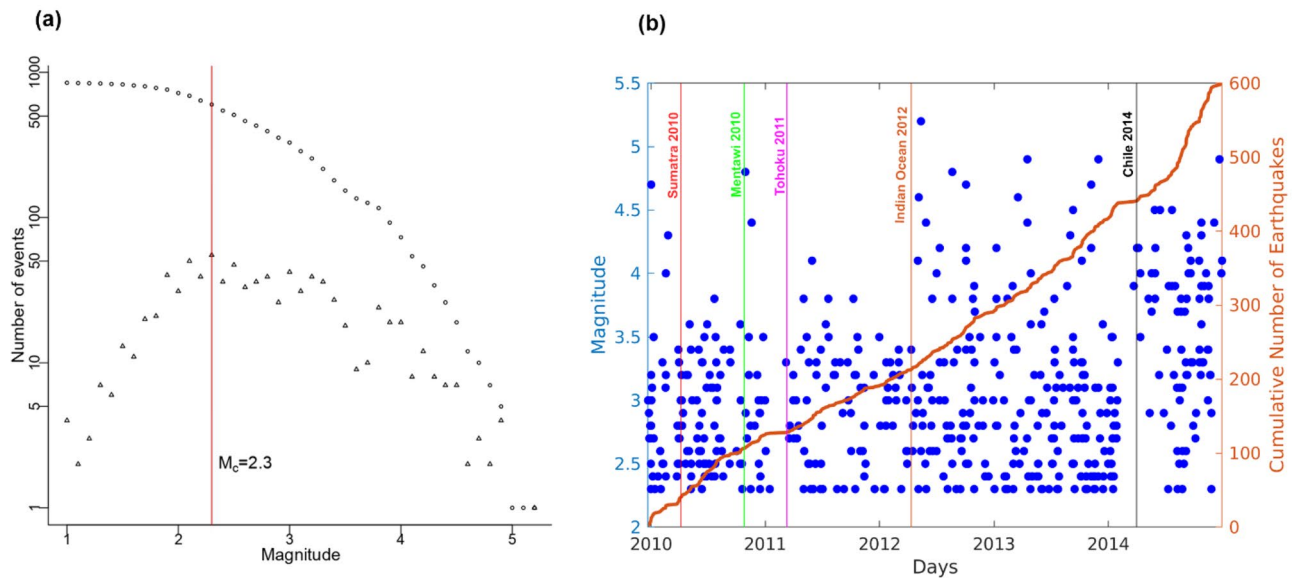 (a)
Number of events
1000
500
100
50
10
5
1
Mc=2.3
1 2 3 4 5
Magnitude
(b)
Magnitude
5.5
5
4.5
4
3.5
3
2.5
2
Sumatra 2010
Mentawi 2010
Tohoku 2011
Indian Ocean 2012
Chile 2014
600
500
400
300
200
100
0
Cumulative Number of Earthquakes
2010 2011 2012 2013 2014
Days